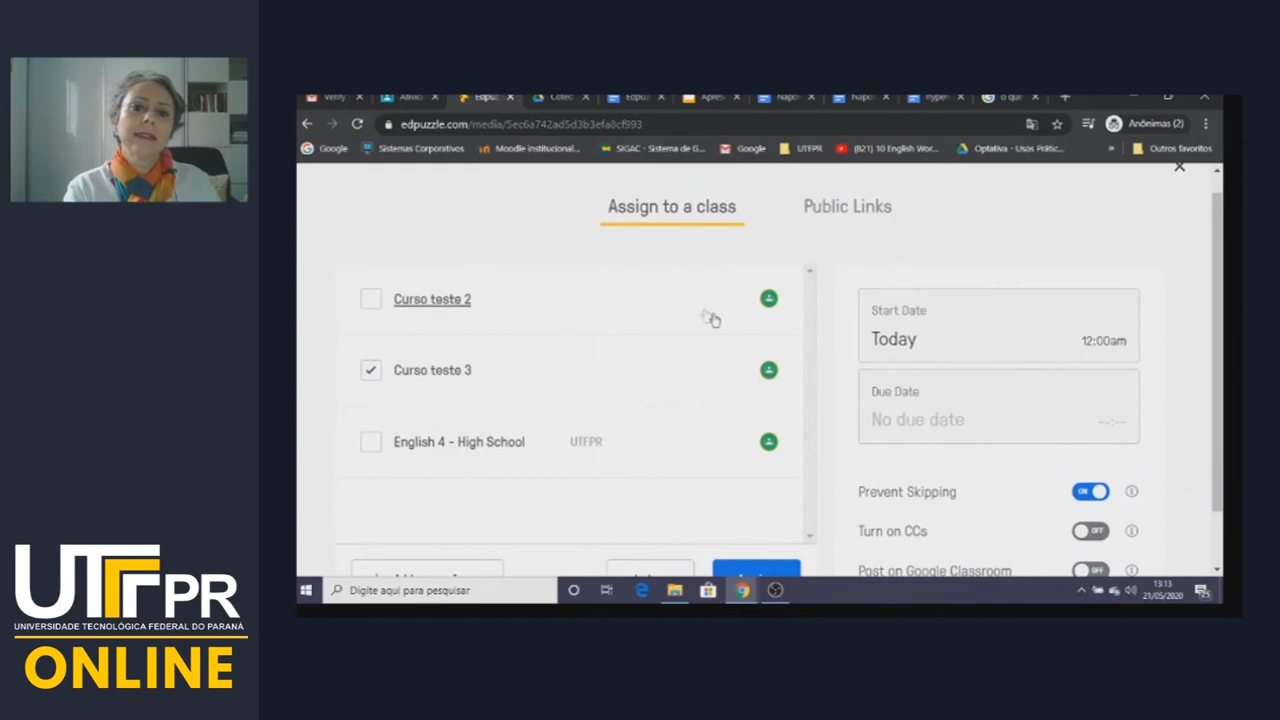 edpuzzle.com/media/5ec6a742ad5d3b3efa8cf993
Anônimas (2)
Google
Sistemas Corporativos
Moodle institucional...
SIGAC - Sistema de G...
Google
UTFPR
(821) 10 English Wor...
Optativa - Usos Prátic...
»
Outros favoritos
Assign to a class
Public Links
Curso teste 2
Curso teste 3
English 4 - High School
UTFPR
Start Date
Today
12:00am
Due Date
No due date
--:--
Prevent Skipping
ON
Turn on CCs
OFF
Post on Google Classroom
OFF
Digite aqui para pesquisar
13:13
21/05/2020
UTFPR
UNIVERSIDADE TECNOLÓGICA FEDERAL DO PARANÁ
ONLINE